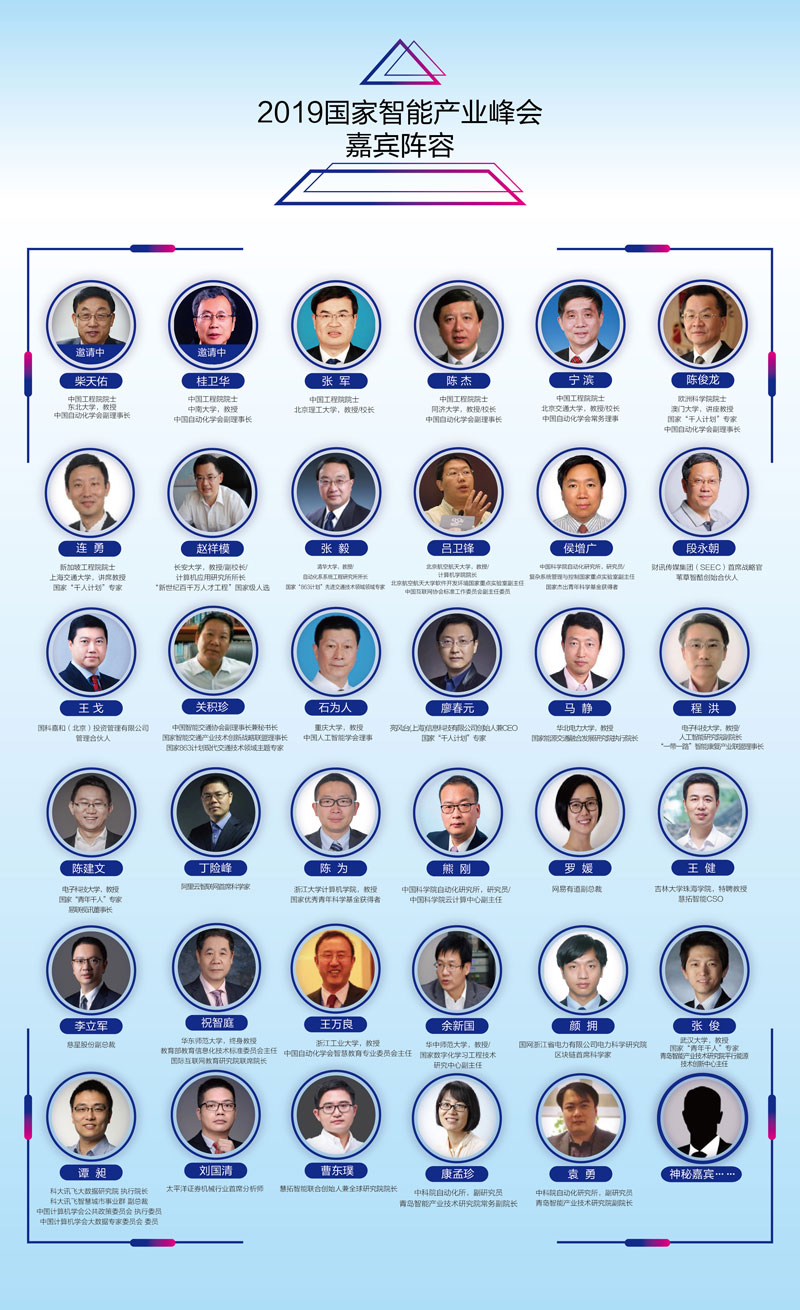 2019国家智能产业峰会
嘉宾阵容
邀请中
邀请中
柴天佑
桂卫华
张 军
陈 杰
宁 滨
陈俊龙
中国工程院院士
东北大学，教授
中国自动化学会副理事长
中国工程院院士
中南大学，教授
中国自动化学会副理事长
中国工程院院士
北京理工大学，教授/校长
中国工程院院士
同济大学，教授/校长
中国自动化学会副理事长
中国工程院院士
北京交通大学，教授/校长
中国自动化学会常务理事
欧洲科学院院士
澳门大学，讲座教授
国家“千人计划”专家
中国自动化学会副理事长
连 勇
赵祥模
张 毅
吕卫锋
侯增广
段永朝
新加坡工程院院士
上海交通大学，讲席教授
国家“千人计划”专家
长安大学，教授/副校长/
计算机应用研究所所长
“新世纪百千万人才工程”国家级人选
清华大学，教授/
自动化系系统工程研究所所长
国家“863计划”先进交通技术领域领域专家
北京航空航天大学，教授/
计算机学院院长
北京航空航天大学软件开发环境国家重点实验室副主任
中国互联网协会标准工作委员会副主任委员
中国科学院自动化研究所，研究员/
复杂系统管理与控制国家重点实验室副主任
国家杰出青年科学基金获得者
财讯传媒集团（SEEC）首席战略官
苇草智酷创始合伙人
王 戈
关积珍
石为人
廖春元
马 静
程 洪
国科嘉和（北京）投资管理有限公司
管理合伙人
中国智能交通协会副理事长兼秘书长
国家智能交通产业技术创新战略联盟理事长
国家863计划现代交通技术领域主题专家
重庆大学，教授
中国人工智能学会理事
亮风台(上海)信息科技有限公司创始人兼CEO
国家“千人计划”专家
华北电力大学，教授
国家能源交通融合发展研究院执行院长
电子科技大学，教授/
人工智能研究院副院长
“一带一路”智能康复产业联盟理事长
陈建文
丁险峰
陈 为
熊 刚
罗 媛
王 健
电子科技大学，教授
国家“青年千人”专家
易联视讯董事长
阿里云智联网首席科学家
浙江大学计算机学院，教授
国家优秀青年科学基金获得者
中国科学院自动化研究所，研究员/
中国科学院云计算中心副主任
网易有道副总裁
吉林大学珠海学院，特聘教授
慧拓智能CSO
李立军
祝智庭
王万良
余新国
颜 拥
张 俊
慈星股份副总裁
华东师范大学，终身教授
教育部教育信息化技术标准委员会主任
国际互联网教育研究院联席院长
浙江工业大学，教授
中国自动化学会智慧教育专业委员会主任
华中师范大学，教授/
国家数字化学习工程技术
研究中心副主任
国网浙江省电力有限公司电力科学研究院
区块链首席科学家
武汉大学，教授
国家“青年千人”专家
青岛智能产业技术研究院平行能源
技术创新中心主任
谭 昶
刘国清
曹东璞
康孟珍
袁 勇
神秘嘉宾……
科大讯飞大数据研究院 执行院长
科大讯飞智慧城市事业群 副总裁
中国计算机学会公共政策委员会 执行委员
中国计算机学会大数据专家委员会 委员
太平洋证券机械行业首席分析师
慧拓智能联合创始人兼全球研究院院长
中科院自动化所，副研究员
青岛智能产业技术研究院常务副院长
中科院自动化研究所，副研究员
青岛智能产业技术研究院副院长